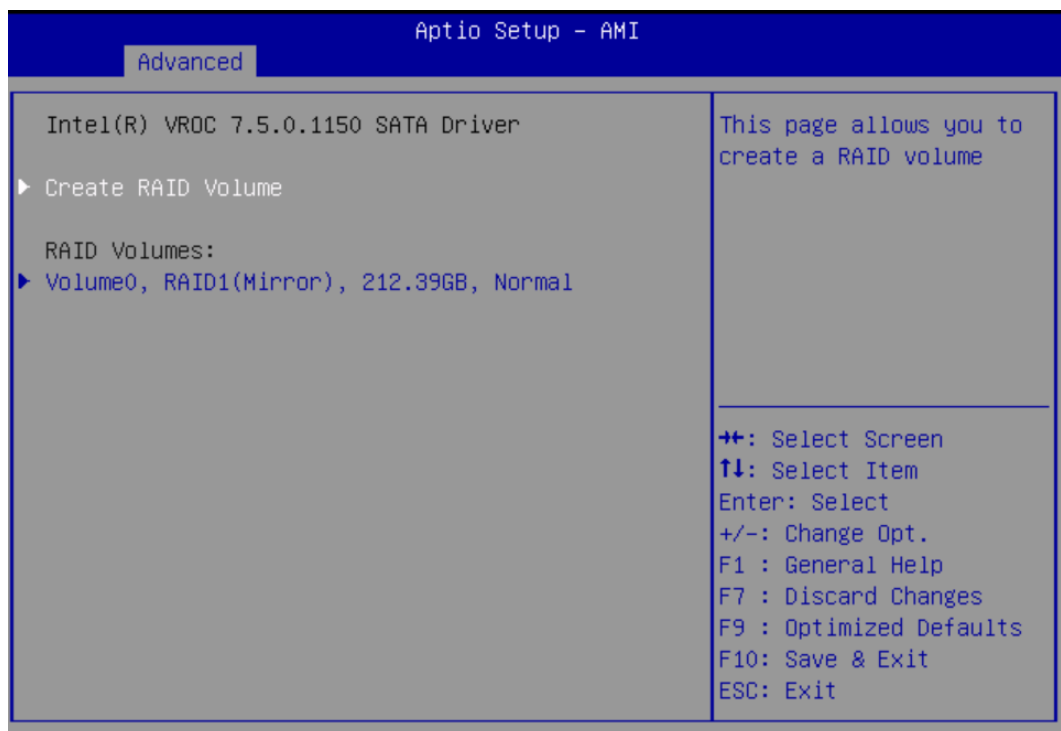 Aptio Setup – AMI
Advanced
Intel(R) VROC 7.5.0.1150 SATA Driver
Create RAID Volume
RAID Volumes:
Volume0, RAID1(Mirror), 212.39GB, Normal
This page allows you to
create a RAID volume
→←: Select Screen
↑↓: Select Item
Enter: Select
+/-: Change Opt.
F1 : General Help
F7 : Discard Changes
F9 : Optimized Defaults
F10: Save & Exit
ESC: Exit